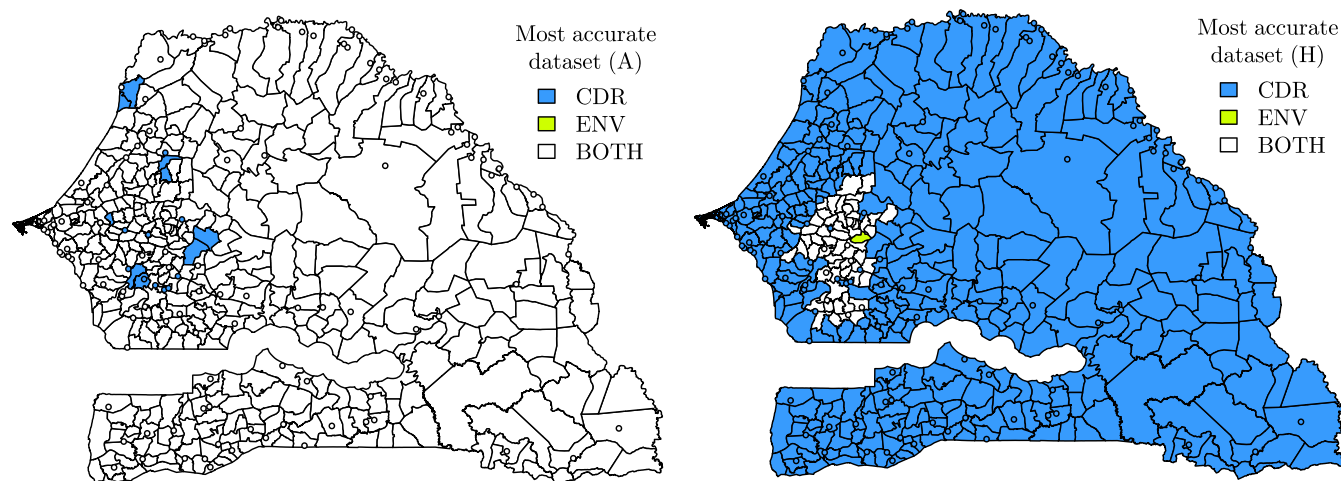 Most accurate
dataset (A)
CDR
ENV
BOTH
Most accurate
dataset (H)
CDR
ENV
BOTH